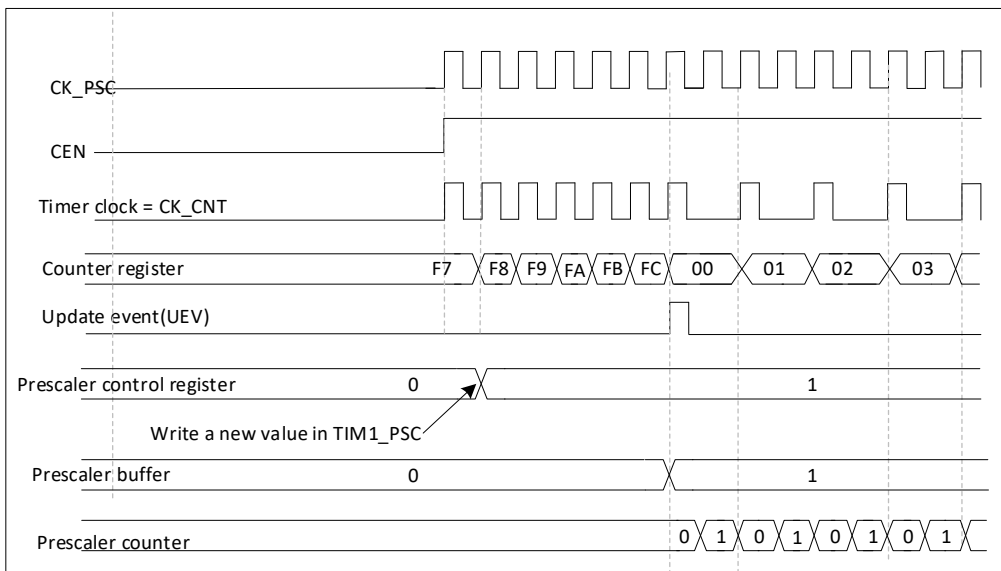 CK_PSC
CEN
Timer clock = CK_CNT
Counter register F7 F8 F9 FA FB FC 00 01 02 03
Update event(UEV)
Prescaler control register 0 1
Write a new value in TIM1_PSC
Prescaler buffer 0 1
Prescaler counter 0 1 0 1 0 1 0 1